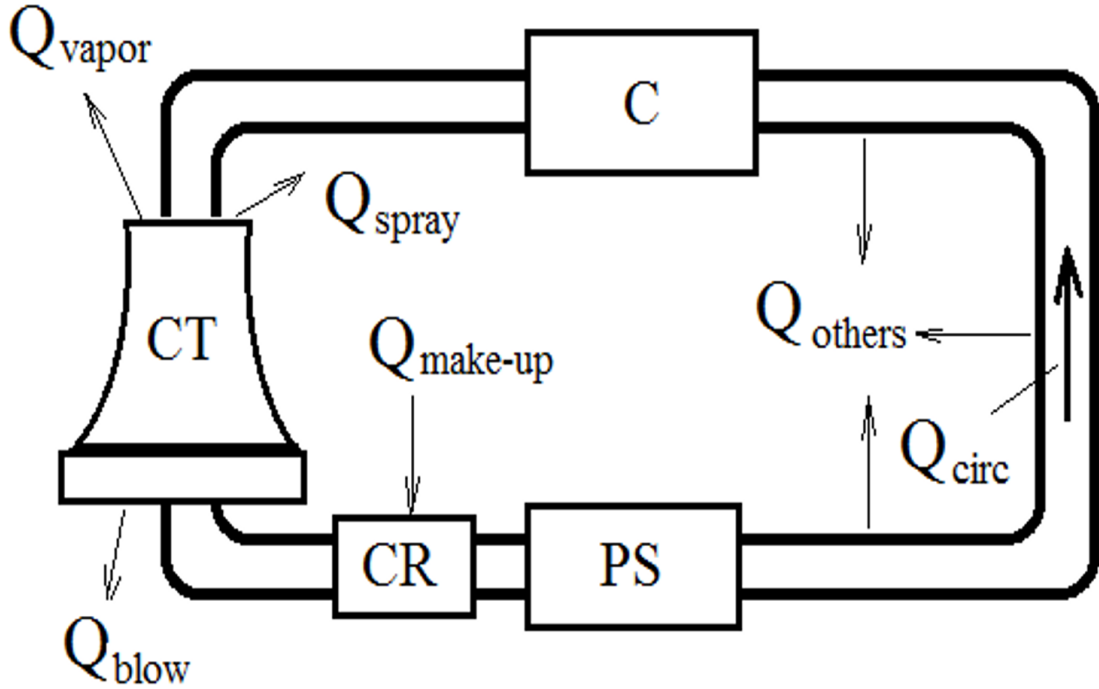 Qvapor
C
Qspray
CT
Qmake-up
Qothers
Qcirc
CR
PS
Qblow